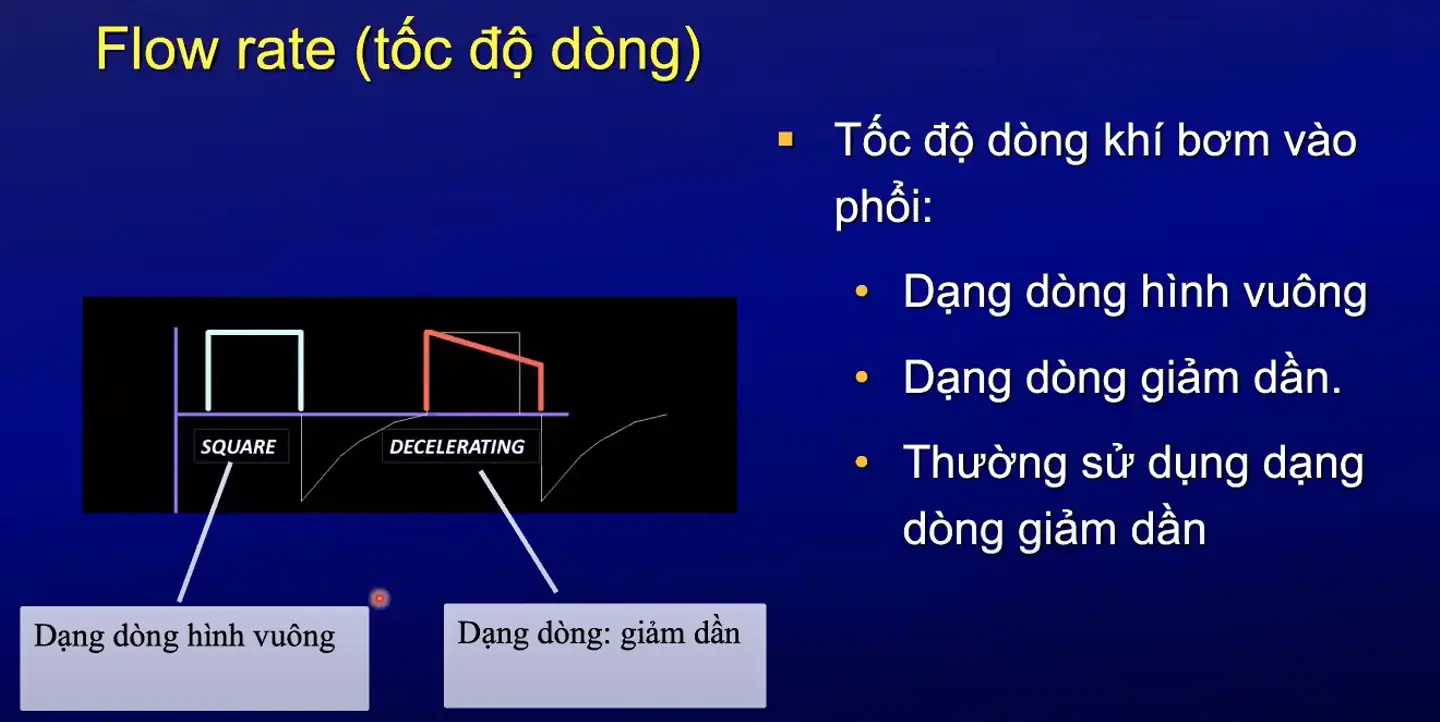 Flow rate (tốc độ dòng)
Tốc độ dòng khí bơm vào
phổi:
Dạng dòng hình vuông
Dạng dòng giảm dần.
Thường sử dụng dạng
dòng giảm dần
SQUARE
DECELERATING
Dạng dòng hình vuông
Dạng dòng: giảm dần